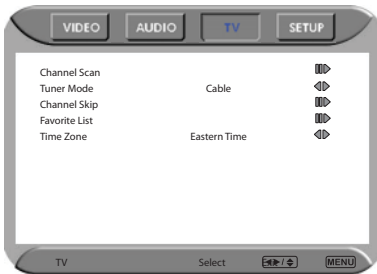 VIDEO AUDIO TV SETUP
Channel Scan
Tuner Mode Cable
Channel Skip
Favorite List
Time Zone Eastern Time
TV Select / MENU